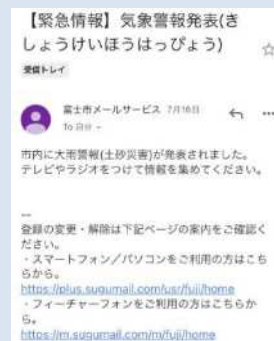 【緊急情報】気象警報発表(き
しょうけいほうはっぴょう)
受信トレイ
富士市メールサービス 7月16日
To 自分
市内に大雨警報(土砂災害)が発表されました。
テレビやラジオをつけて情報を集めてください。
--
登録の変更・解除は下記ページの案内をご確認く
ださい。
・スマートフォン/パソコンをご利用の方はこち
らから。
https://plus.sugumail.com/usr/fuji/home
・フィーチャーフォンをご利用の方はこちらか
ら。
https://m.sugumail.com/m/fuji/home